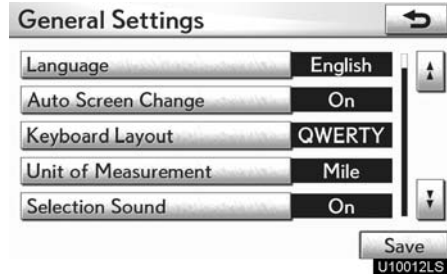 General Settings
Language English
Auto Screen Change On
Keyboard Layout QWERTY
Unit of Measurement Mile
Selection Sound On
Save
U10012LS